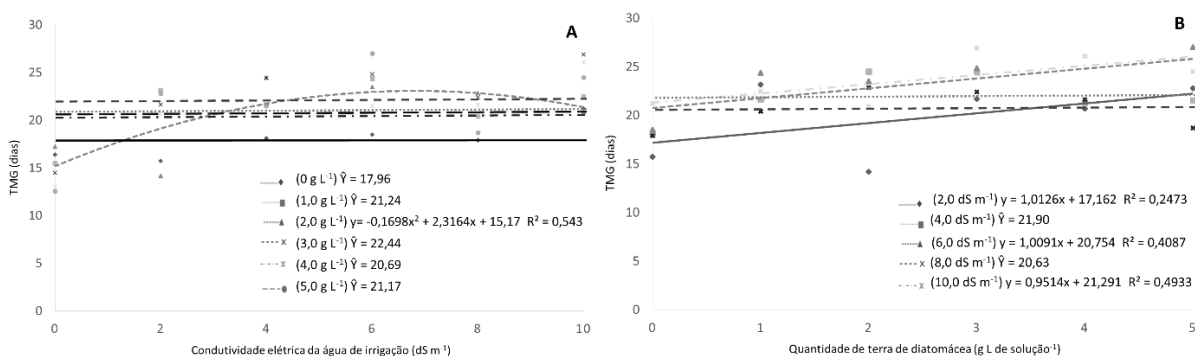 A
TMG (dias)
30
25
20
15
10
5
0
(0 g L⁻¹) Ŷ = 17,96
(1,0 g L⁻¹) Ŷ = 21,24
(2,0 g L⁻¹) y= -0,1698x² + 2,3164x + 15,17 R² = 0,543
(3,0 g L⁻¹) Ŷ = 22,44
(4,0 g L⁻¹) Ŷ = 20,69
(5,0 g L⁻¹) Ŷ = 21,17
0 2 4 6 8 10
Condutividade elétrica da água de irrigação (dS m⁻¹)
B
TMG (dias)
30
25
20
15
10
5
0
(2,0 dS m⁻¹) y = 1,0126x + 17,162 R² = 0,2473
(4,0 dS m⁻¹) Ŷ = 21,90
(6,0 dS m⁻¹) y = 1,0091x + 20,754 R² = 0,4087
(8,0 dS m⁻¹) Ŷ = 20,63
(10,0 dS m⁻¹) y = 0,9514x + 21,291 R² = 0,4933
0 1 2 3 4 5
Quantidade de terra de diatomácea (g L de solução⁻¹)